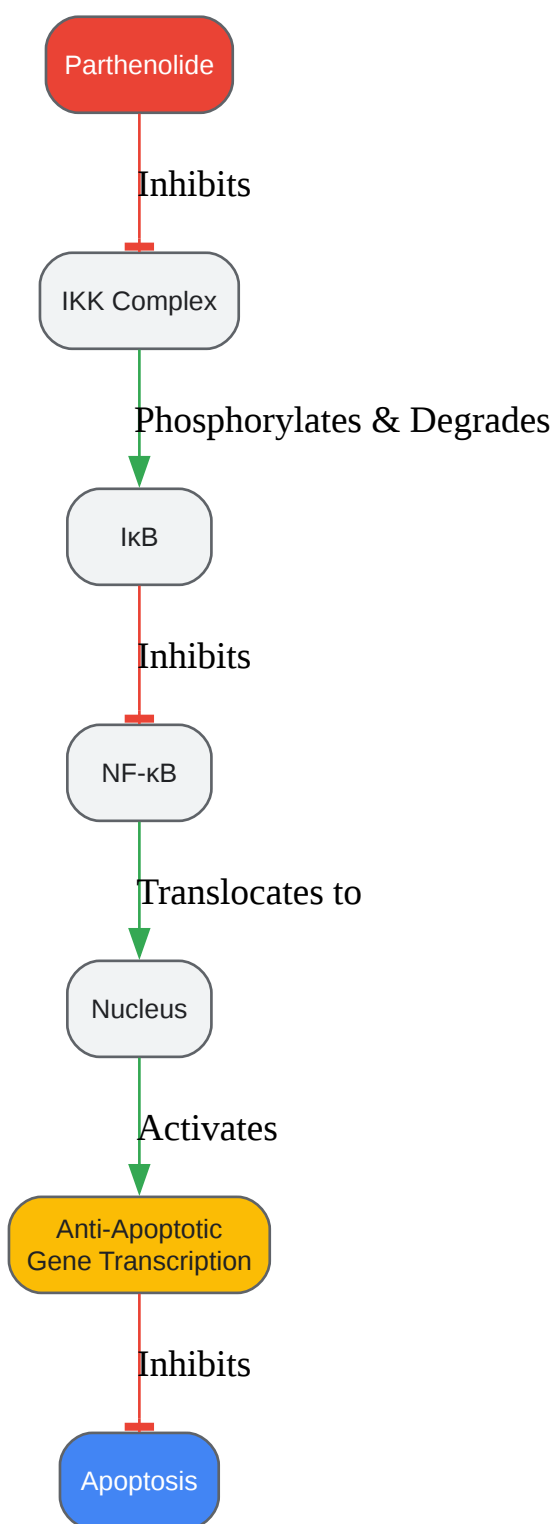 Parthenolide
Inhibits
IKK Complex
Phosphorylates & Degrades
IκB
Inhibits
NF-κB
Translocates to
Nucleus
Activates
Anti-Apoptotic
Gene Transcription
Inhibits
Apoptosis